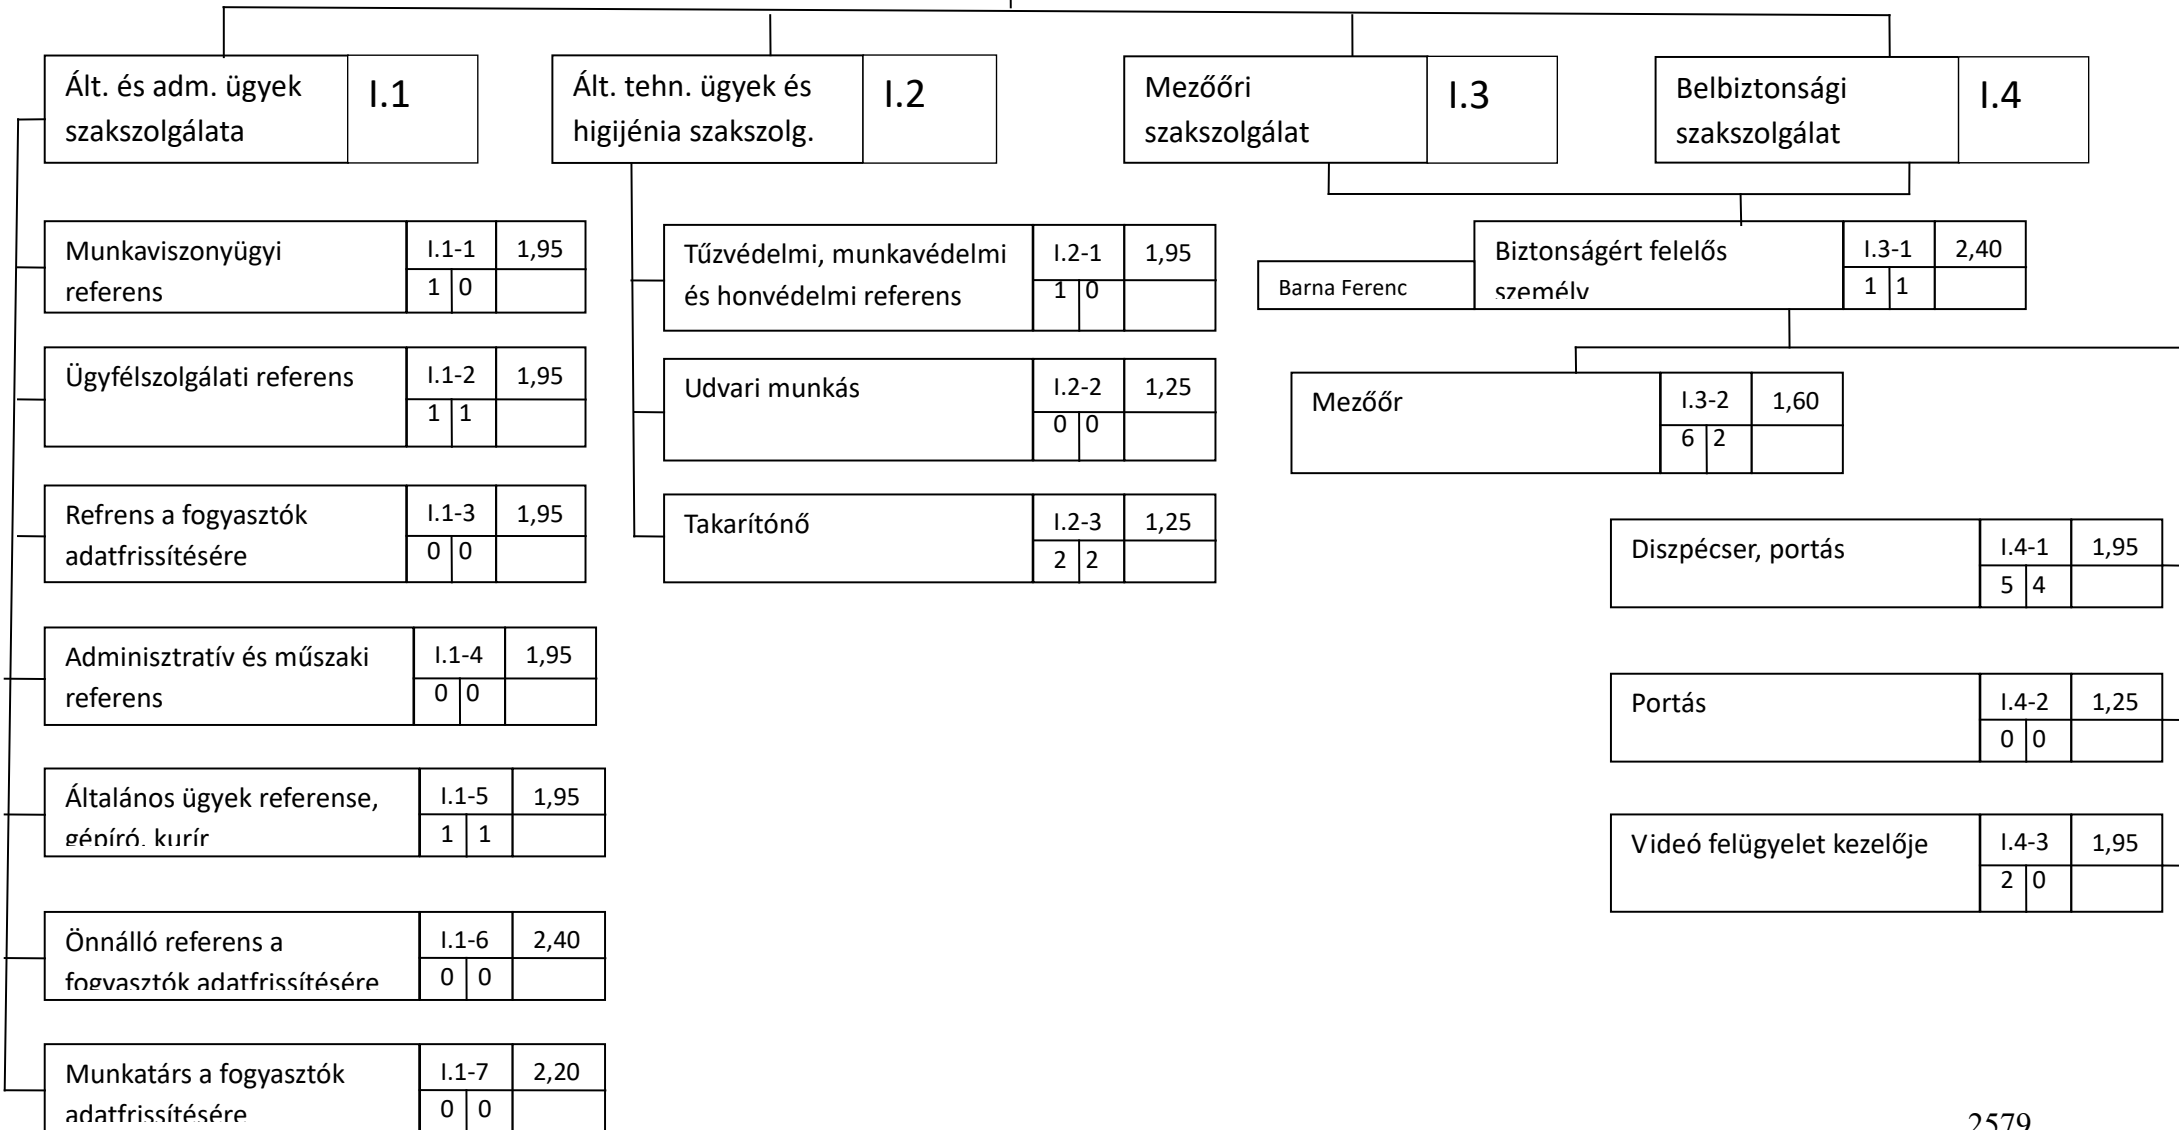 Ált. és adm. ügyek
szakszolgálata
I.1
Ált. tehn. ügyek és
higijénia szakszolg.
I.2
Mezőőri
szakszolgálat
I.3
Belbiztonsági
szakszolgálat
I.4
Munkaviszonyügyi
referens
I.1-1 1,95
1 0
Ügyfélszolgálati referens
I.1-2 1,95
1 1
Refrens a fogyasztók
adatfrissítésére
I.1-3 1,95
0 0
Adminisztratív és műszaki
referens
I.1-4 1,95
0 0
Általános ügyek referense,
gépíró, kurír
I.1-5 1,95
1 1
Önnálló referens a
fogyasztók adatfrissítésére
I.1-6 2,40
0 0
Munkatárs a fogyasztók
adatfrissítésére
I.1-7 2,20
0 0
Tűzvédelmi, munkavédelmi
és honvédelmi referens
I.2-1 1,95
1 0
Udvari munkás
I.2-2 1,25
0 0
Takarítónő
I.2-3 1,25
2 2
Barna Ferenc
Biztonságért felelős
személy
I.3-1 2,40
1 1
Mezőőr
I.3-2 1,60
6 2
Diszpécser, portás
I.4-1 1,95
5 4
Portás
I.4-2 1,25
0 0
Videó felügyelet kezelője
I.4-3 1,95
2 0
2579